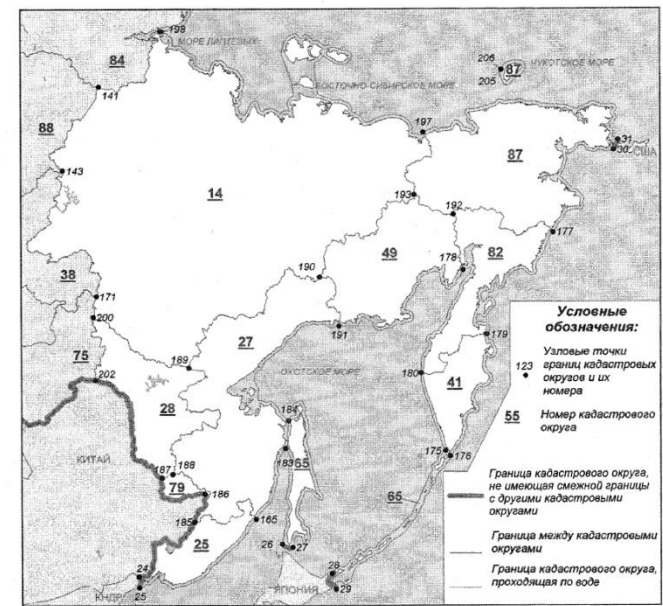 198
МОРЕ ЛАПТЕВЫХ
84
206
ЧУКОТСКОЕ МОРЕ
87
205
ВОСТОЧНО-СИБИРСКОЕ МОРЕ
141
88
197
31
США
30
87
143
14
193
192
177
49
82
178
190
38
171
200
191
27
179
75
189
180
202
ОХОТСКОЕ МОРЕ
41
28
184
КИТАЙ
183
65
175
176
187
188
79
186
65
185
165
25
26
27
24
КНДР
25
28
ЯПОНИЯ
29
Условные
обозначения:
123
Узловые точки
границ кадастровых
округов и их
номера
55
Номер кадастрового
округа
Граница кадастрового округа,
не имеющая смежной границы
с другими кадастровыми
округами
Граница между кадастровыми
округами
Граница кадастрового округа,
проходящая по воде